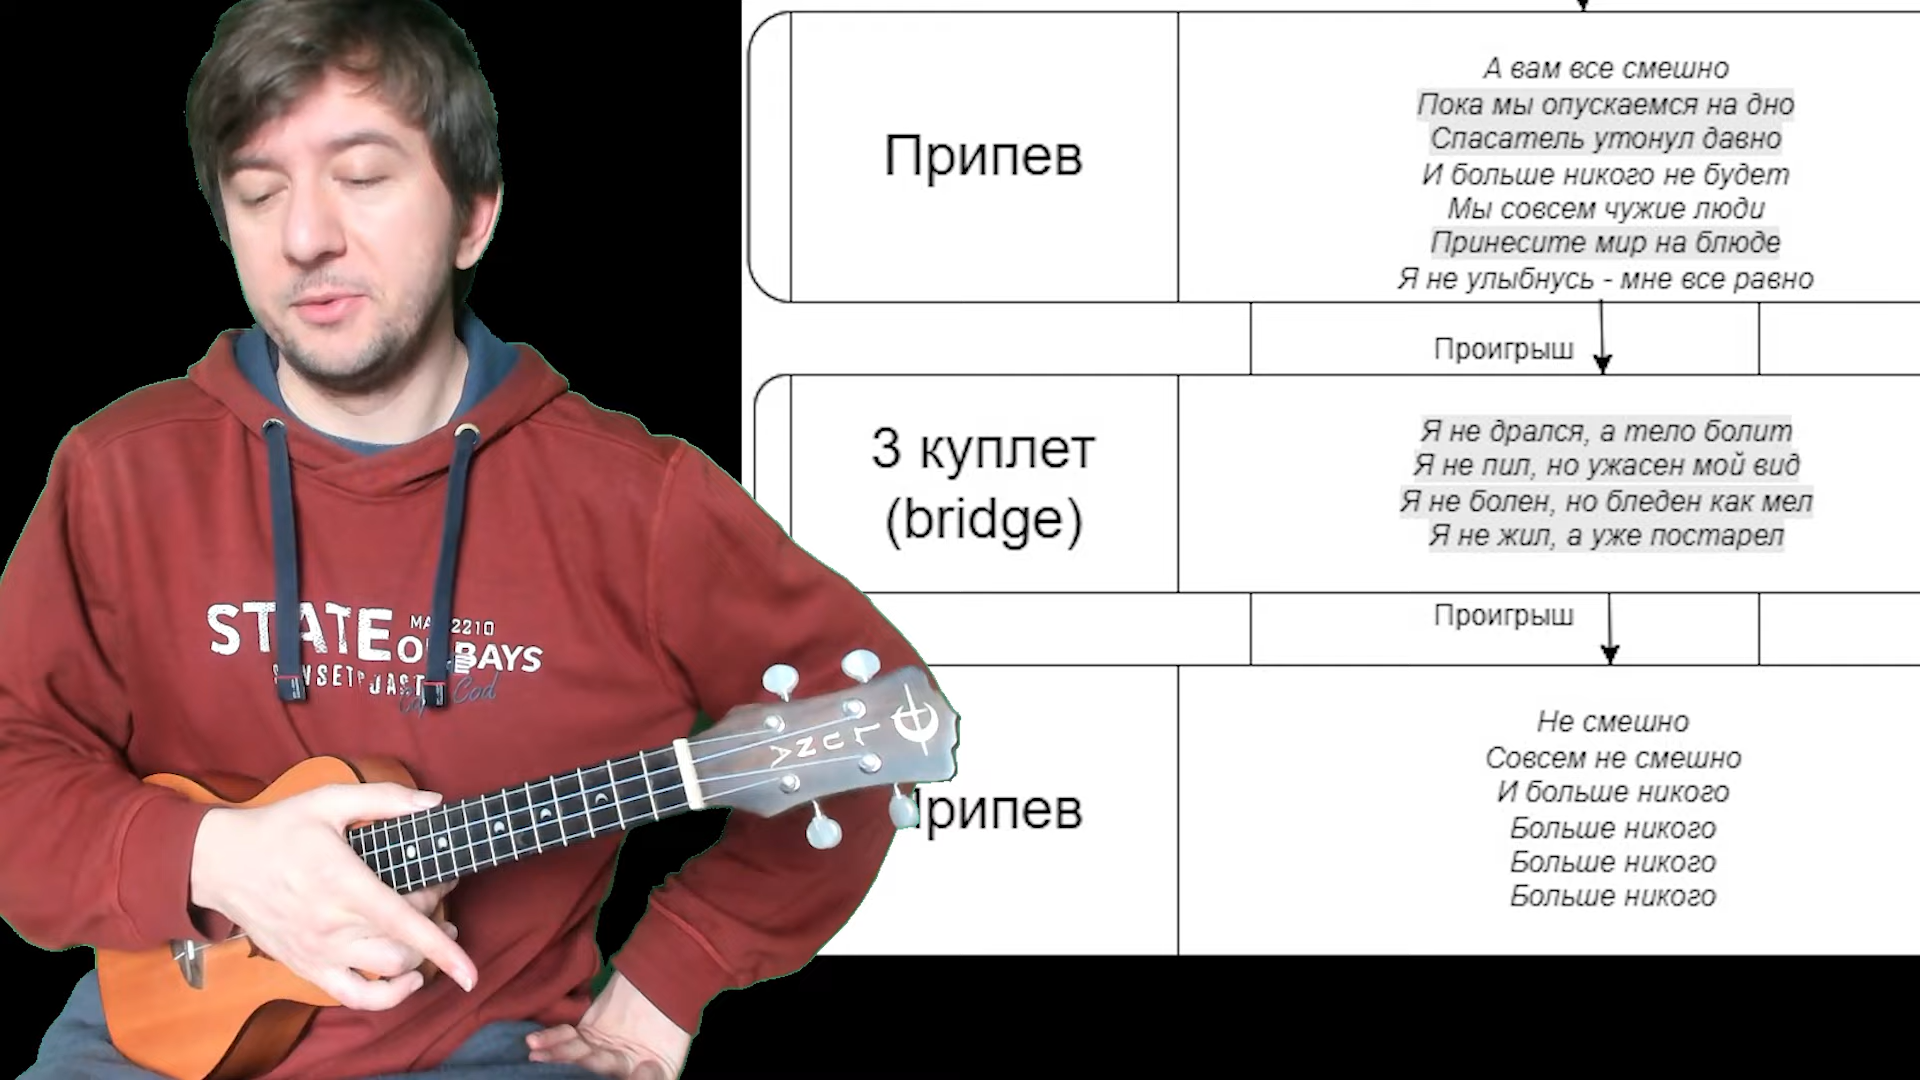 А вам все смешно
Пока мы опускаемся на дно
Спасатель утонул давно
И больше никого не будет
Мы совсем чужие люди
Принесите мир на блюде
Я не улыбнусь - мне все равно
Припев
Проигрыш
3 куплет
(bridge)
Я не дрался, а тело болит
Я не пил, но ужасен мой вид
Я не болен, но бледен как мел
Я не жил, а уже постарел
Проигрыш
рипев
Не смешно
Совсем не смешно
И больше никого
Больше никого
Больше никого
Больше никого
STATE
2210
BAYS
Cod
LUNA